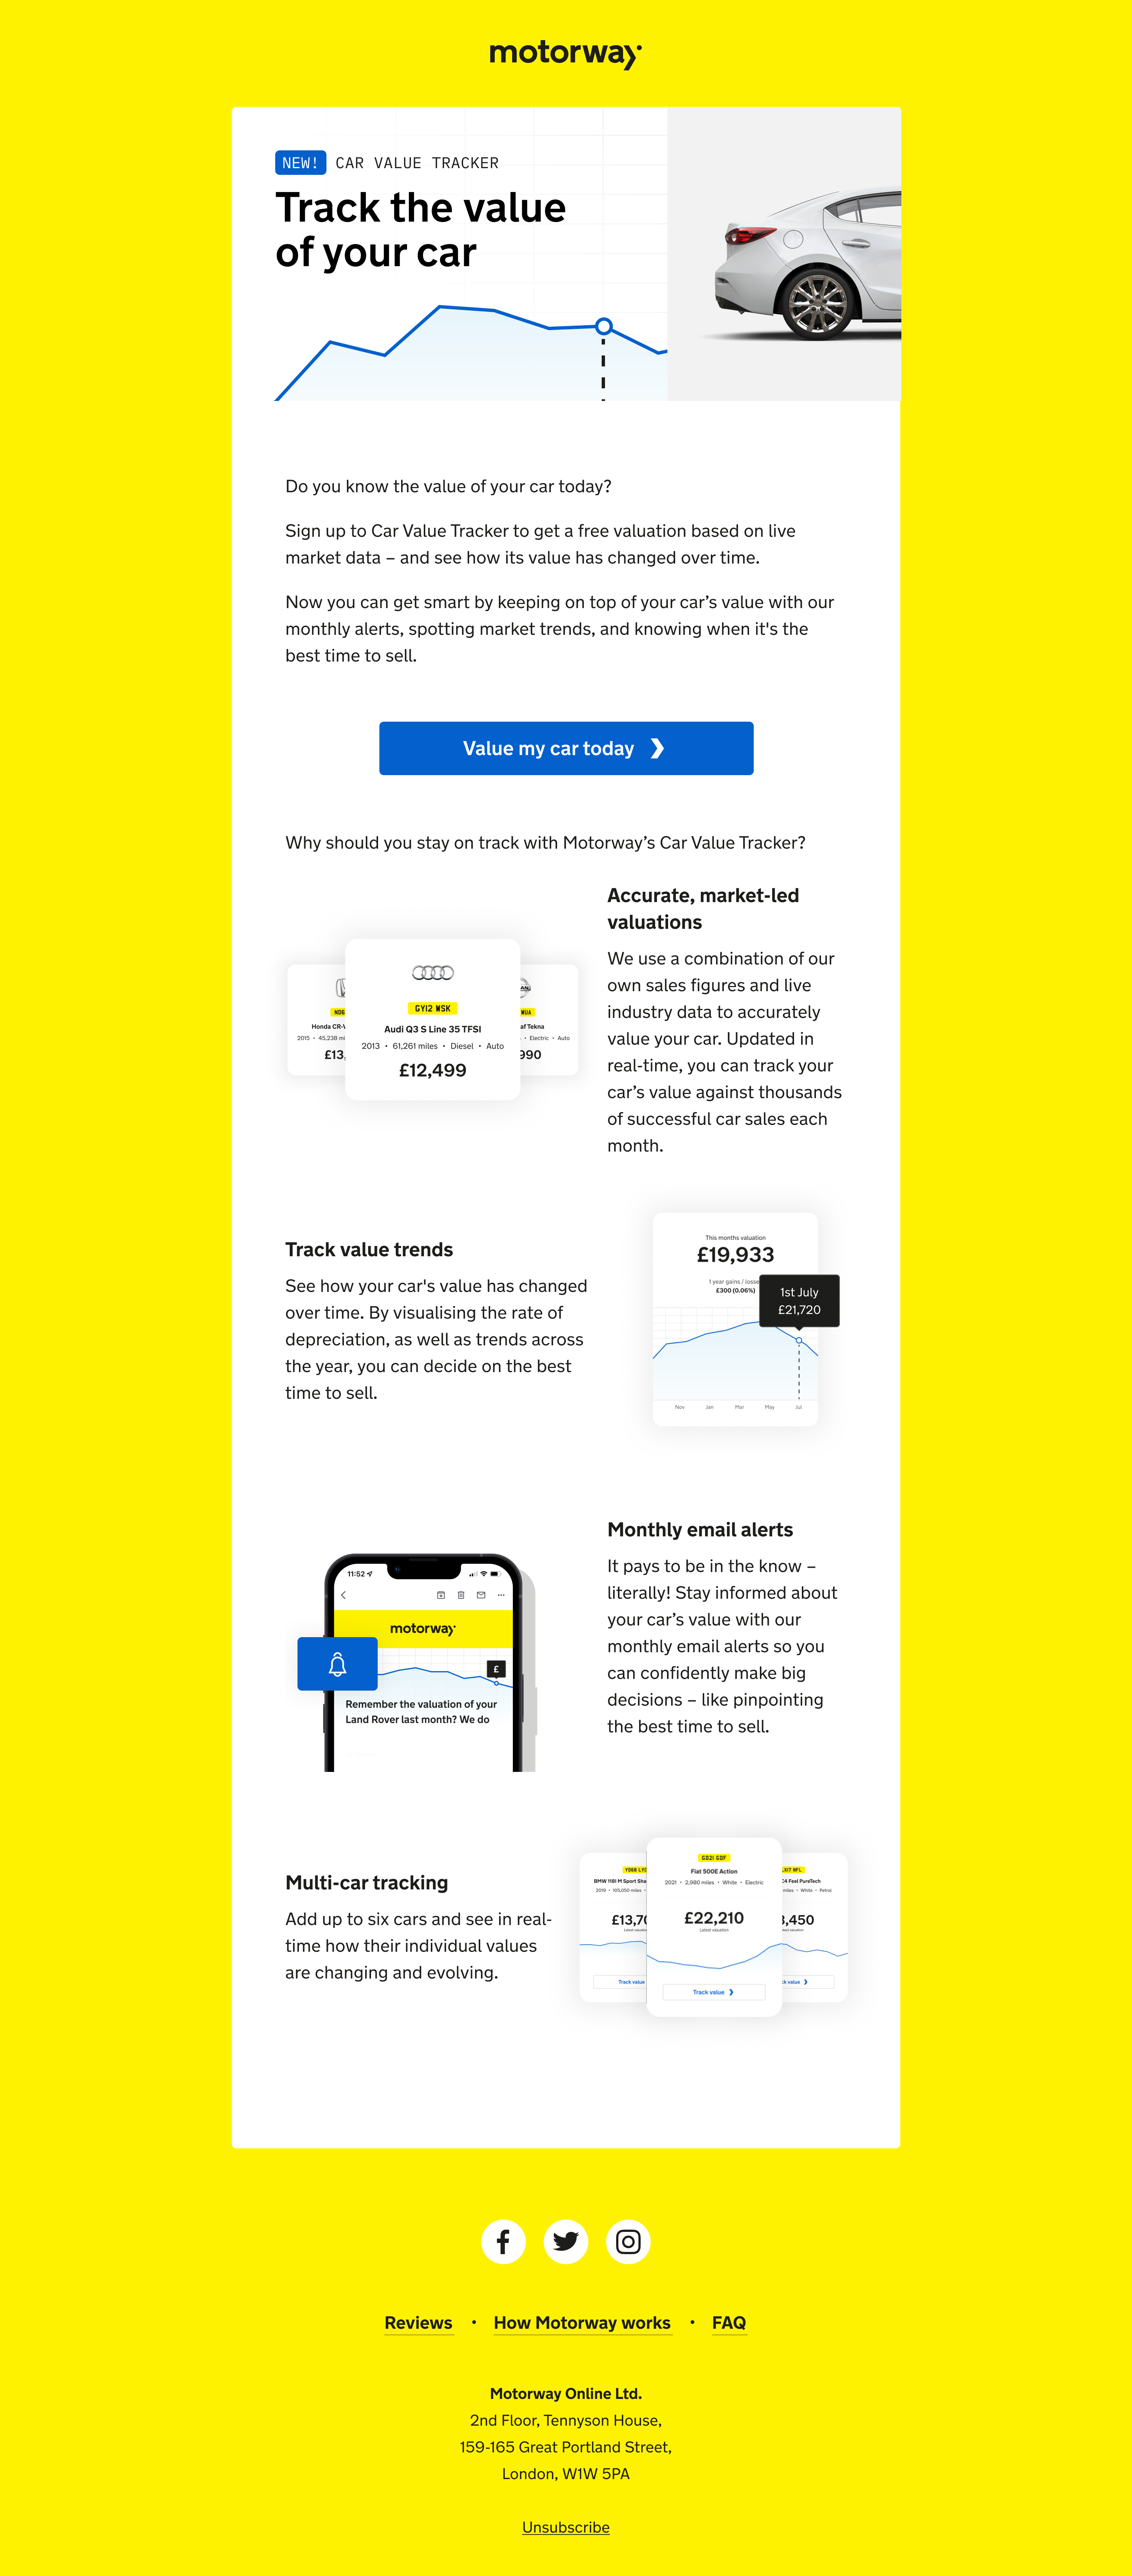 motorway
NEW! CAR VALUE TRACKER
Track the value
of your car
Do you know the value of your car today?
Sign up to Car Value Tracker to get a free valuation based on live
market data – and see how its value has changed over time.
Now you can get smart by keeping on top of your car’s value with our
monthly alerts, spotting market trends, and knowing when it's the
best time to sell.
Value my car today
Why should you stay on track with Motorway’s Car Value Tracker?
Honda CR-V
2015 • 45,238 mi
£13,
GY12 WSK
Audi Q3 S Line 35 TFSI
2013 • 61,261 miles • Diesel • Auto
£12,499
WUA
af Tekna
• Electric • Auto
990
Accurate, market-led
valuations
We use a combination of our
own sales figures and live
industry data to accurately
value your car. Updated in
real-time, you can track your
car’s value against thousands
of successful car sales each
month.
Track value trends
See how your car's value has changed
over time. By visualising the rate of
depreciation, as well as trends across
the year, you can decide on the best
time to sell.
This months valuation
£19,933
1 year gains / losse
£300 (0.06%)
1st July
£21,720
Nov Jan Mar May Jul
11:52
motorway
£
Remember the valuation of your
Land Rover last month? We do
Monthly email alerts
It pays to be in the know –
literally! Stay informed about
your car’s value with our
monthly email alerts so you
can confidently make big
decisions – like pinpointing
the best time to sell.
Multi-car tracking
Add up to six cars and see in real-
time how their individual values
are changing and evolving.
BMW 118I M Sport Sha
2019 • 105,050 miles •
£13,70
Latest valuation
Track value
GD21 GDF
Fiat 500E Action
2021 • 2,980 miles • White • Electric
£22,210
Latest valuation
Track value
C4 Feel PureTech
miles • White • Petrol
,450
valuation
k value
Reviews • How Motorway works • FAQ
Motorway Online Ltd.
2nd Floor, Tennyson House,
159-165 Great Portland Street,
London, W1W 5PA
Unsubscribe